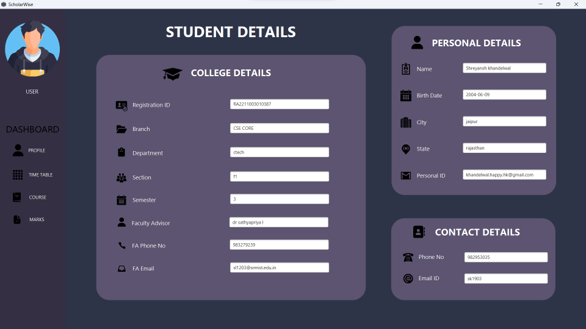 ScholarWise
STUDENT DETAILS
USER
DASHBOARD
PROFILE
TIME TABLE
COURSE
MARKS
COLLEGE DETAILS
Registration ID RA2211003010387
Branch CSE CORE
Department ctech
Section f1
Semester 3
Faculty Advisor dr sathyapriya l
FA Phone No 983279239
FA Email st1203@srmist.edu.in
PERSONAL DETAILS
Name Shreyansh khandelwal
Birth Date 2004-06-09
City jaipur
State rajasthan
Personal ID khandelwal.happy.hk@gmail.com
CONTACT DETAILS
Phone No 982953035
Email ID sk1903